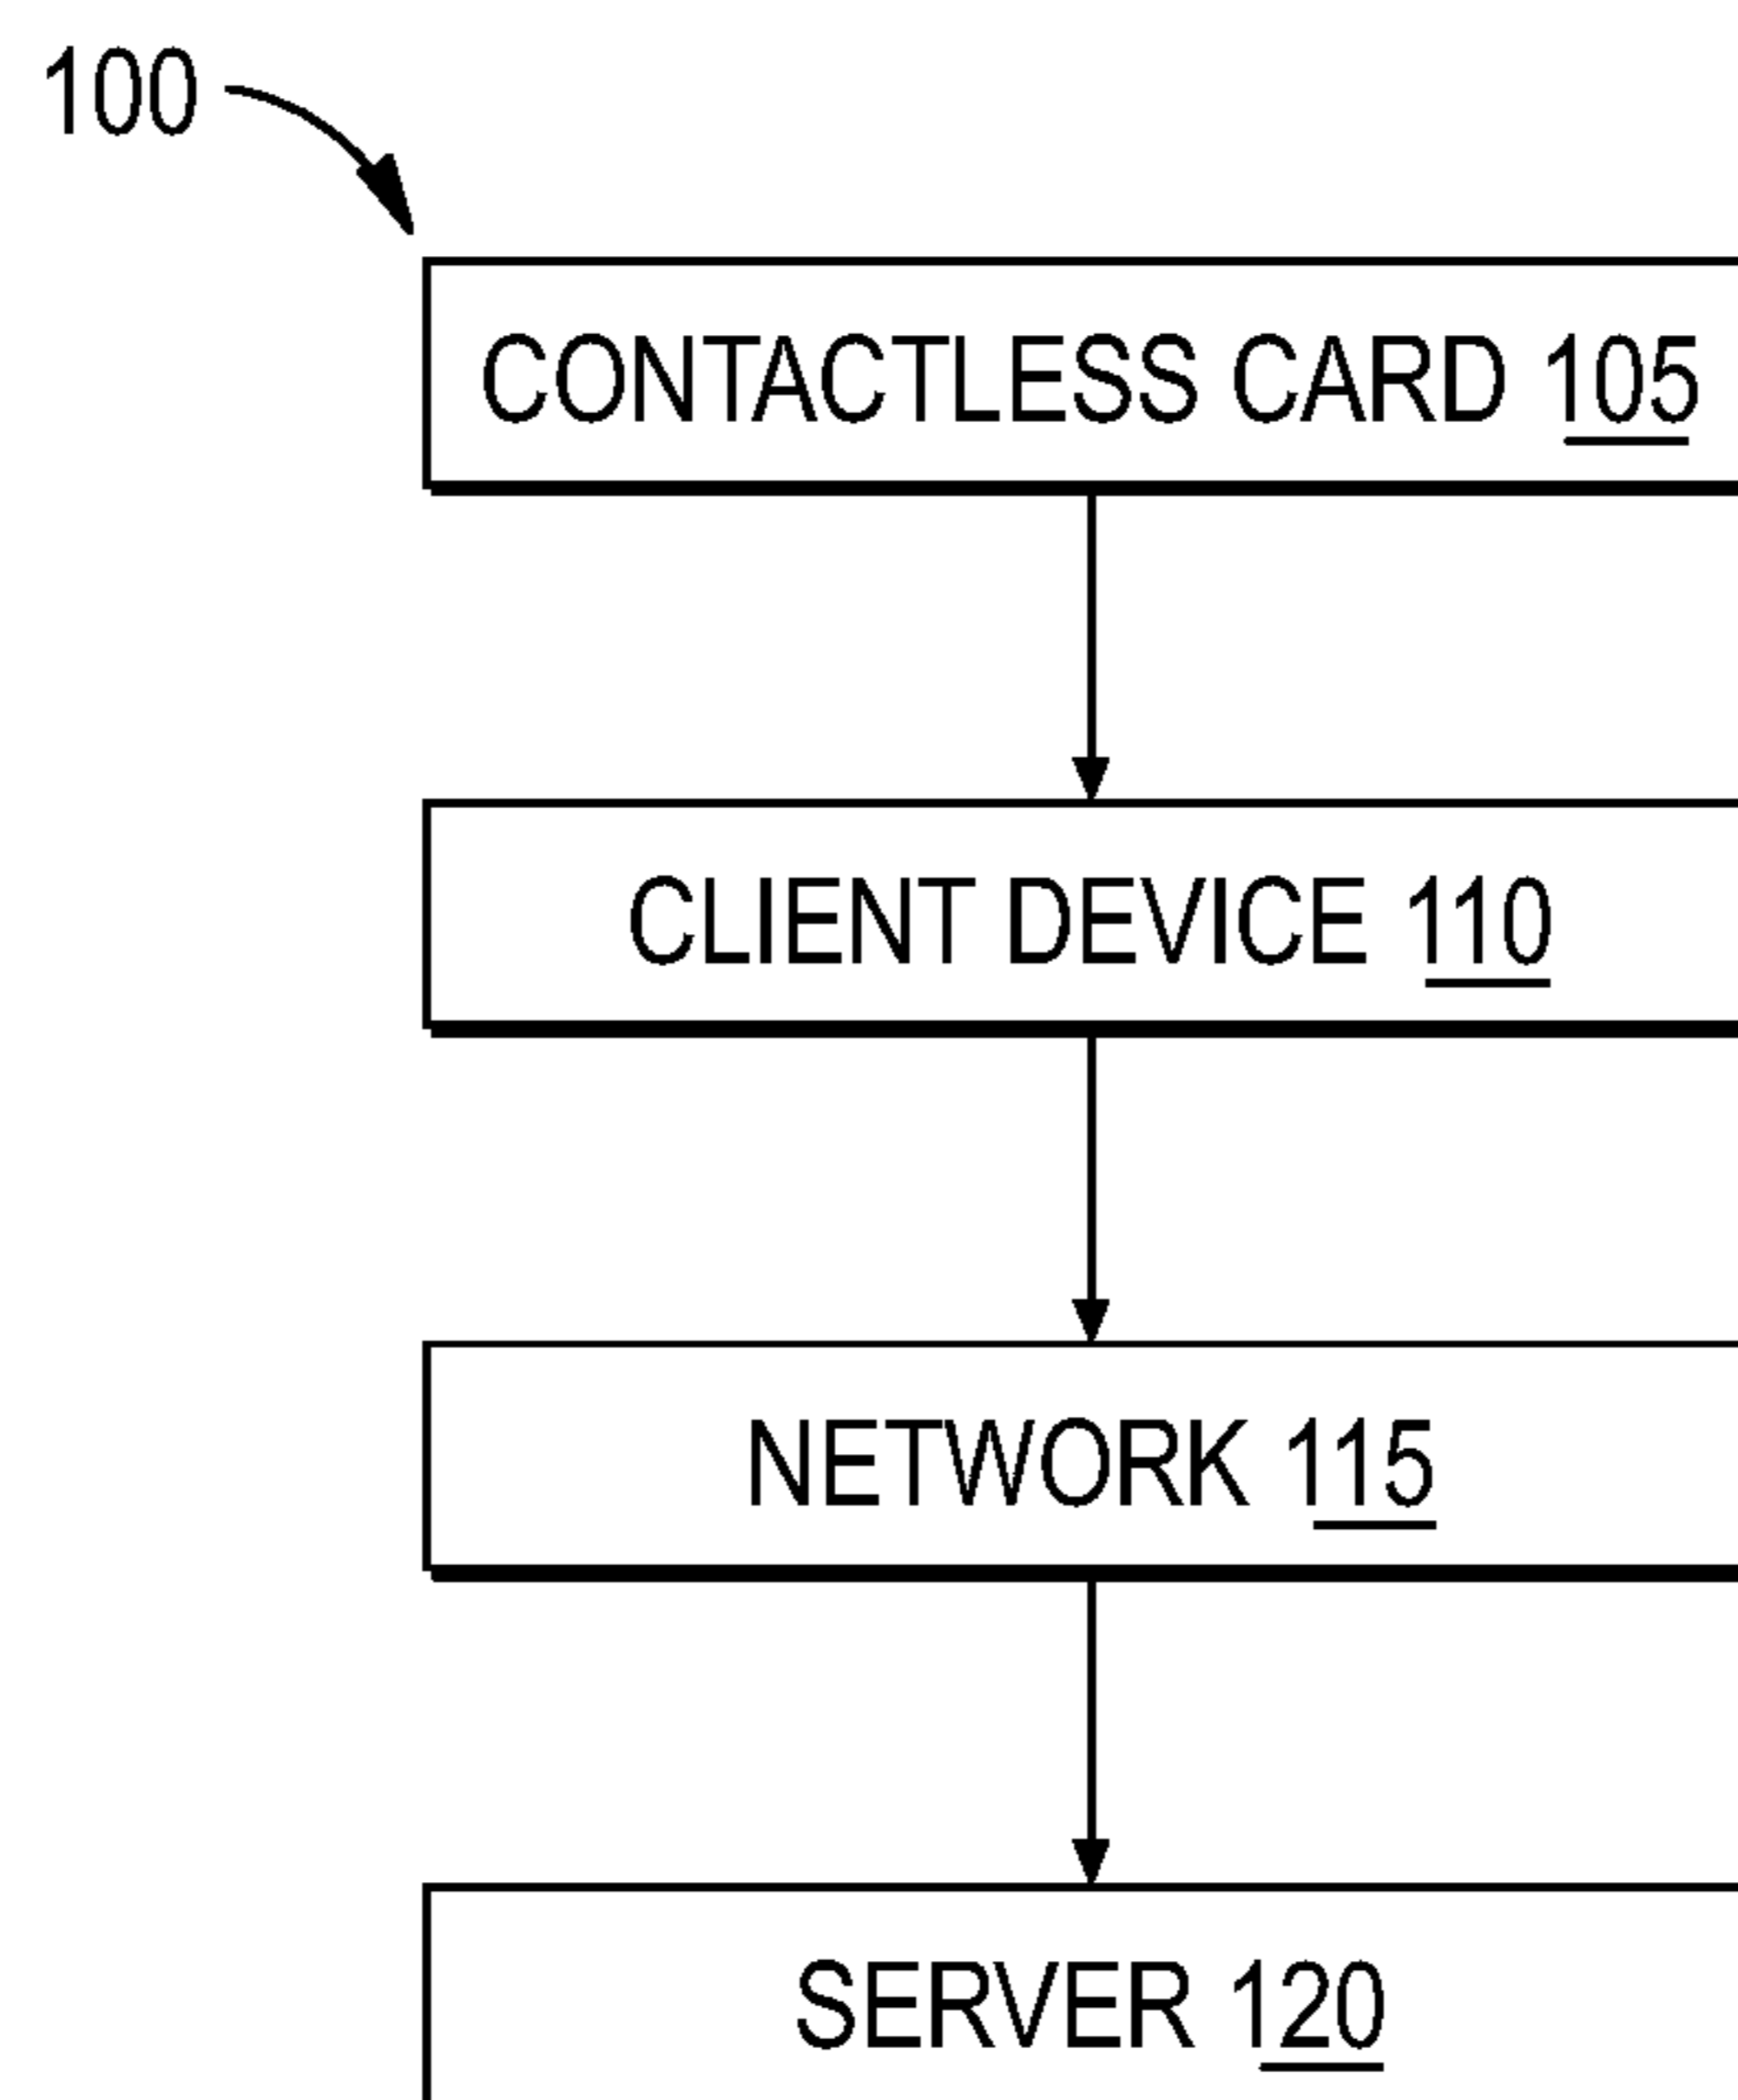 100
CONTACTLESS CARD 105
CLIENT DEVICE 110
NETWORK 115
SERVER 120